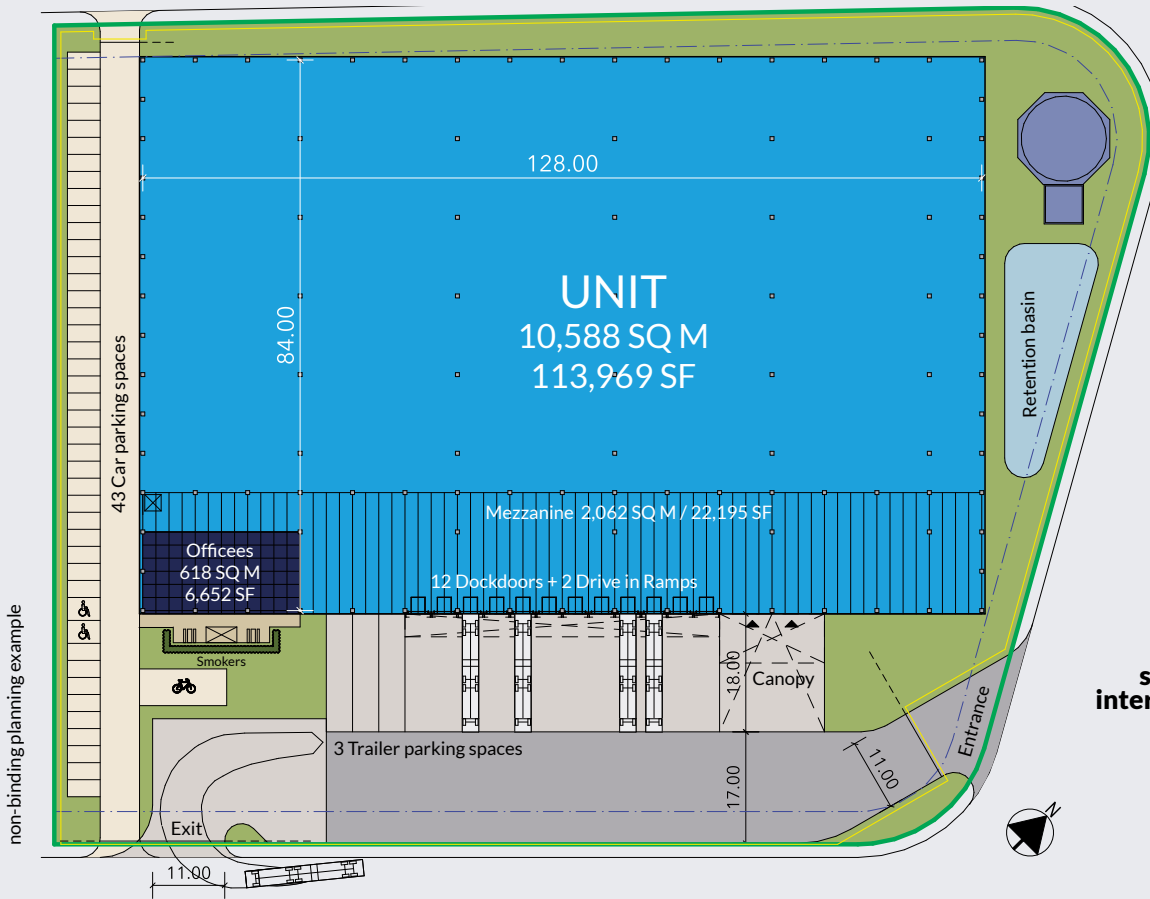 128.00
84.00
UNIT
10,588 SQ M
113,969 SF
43 Car parking spaces
Retention basin
Mezzanine 2,062 SQ M / 22,195 SF
Officees
618 SQ M
6,652 SF
12 Dockdoors + 2 Drive in Ramps
Smokers
18.00
Canopy
3 Trailer parking spaces
17.00
11.00
Entrance
Exit
11.00
N
non-binding planning example
s
inter